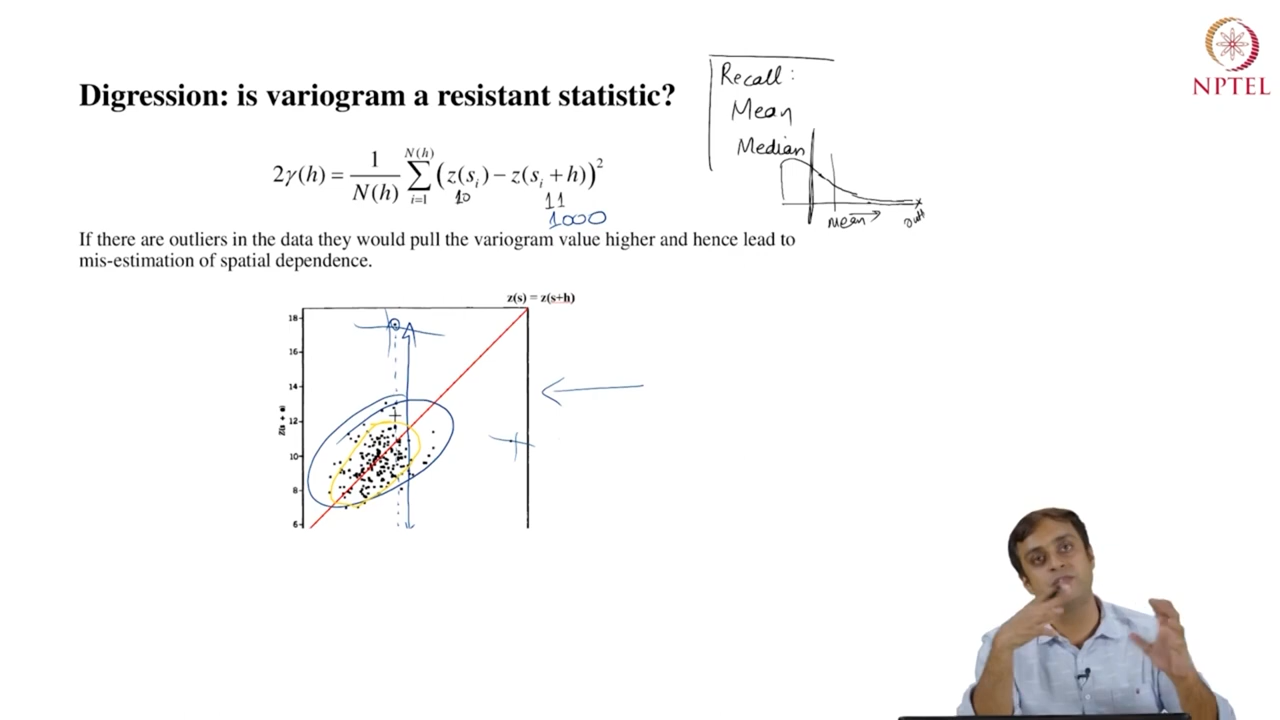 NPTEL
Recall:
Mean
Median
mean
Digression: is variogram a resistant statistic?
2γ(h) = 1/N(h) Σ_{i=1}^{N(h)} (z(s_i) − z(s_i + h))²
10 11
1000
If there are outliers in the data they would pull the variogram value higher and hence lead to
mis-estimation of spatial dependence.
z(s) = z(s+h)
18
16
14
12
10
8
6